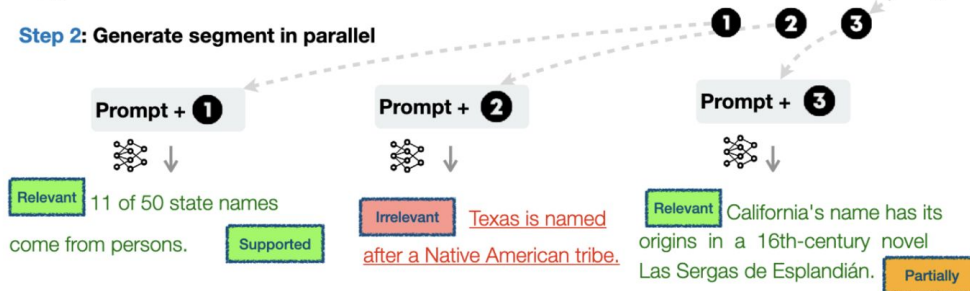 1 2 3
Step 2: Generate segment in parallel
Prompt + 1
Prompt + 2
Prompt + 3
Relevant 11 of 50 state names
come from persons. Supported
Irrelevant Texas is named
after a Native American tribe.
Relevant California's name has its
origins in a 16th-century novel
Las Sergas de Esplandián. Partially